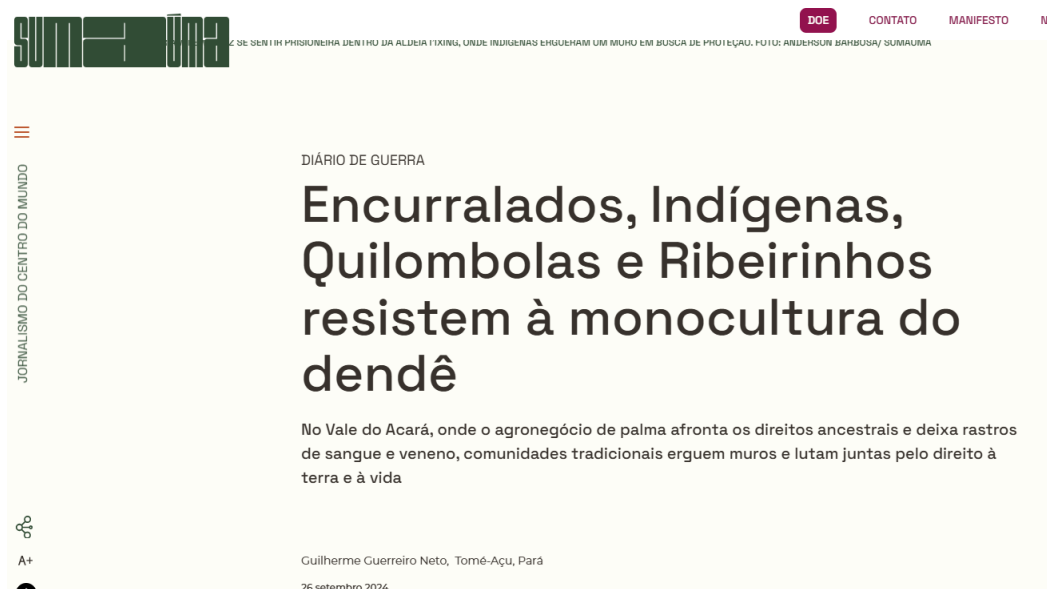 sumaúma
DOE
CONTATO
MANIFESTO
N
Z SE SENTIR PRISIONEIRA DENTRO DA ALDEIA I'IXING, ONDE INDÍGENAS ERGUERAM UM MURO EM BUSCA DE PROTEÇÃO. FOTO: ANDERSON BARBOSA/ SUMAÚMA
JORNALISMO DO CENTRO DO MUNDO
DIÁRIO DE GUERRA
Encurralados, Indígenas,
Quilombolas e Ribeirinhos
resistem à monocultura do
dendê
No Vale do Acará, onde o agronegócio de palma afronta os direitos ancestrais e deixa rastros
de sangue e veneno, comunidades tradicionais erguem muros e lutam juntas pelo direito à
terra e à vida
A+
Guilherme Guerreiro Neto, Tomé-Açu, Pará
26 setembro 2024